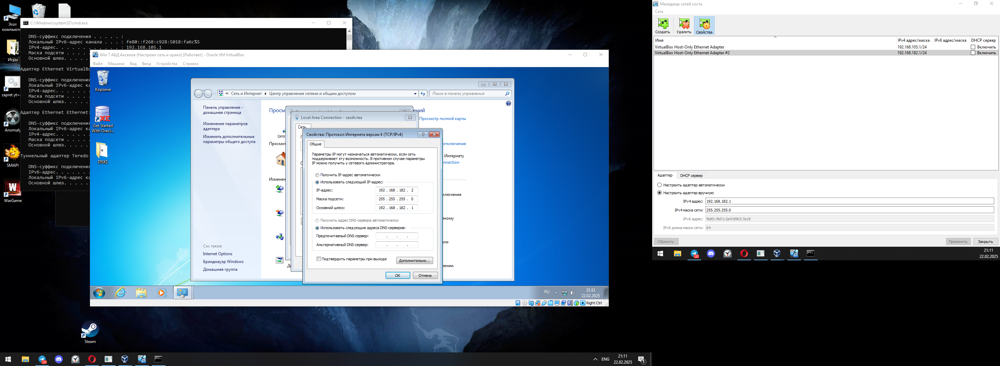 Этот
компьюте
Игры
zapret yt+
Anomaly
SMAPI
WarGame
Steam
C:\Windows\system32\cmd.exe
DNS-суффикс подключения . . . . . :
Локальный IPv6-адрес канала . . . : fe80::f268:c928:5018:fa6c%5
IPv4-адрес. . . . . . . . . . . . : 192.168.105.1
Маска подсети . . . . .
Основной шлюз. . . . .
Адаптер Ethernet VirtualBo
DNS-суффикс подключения
Локальный IPv6-адрес ка
IPv4-адрес. . . . . . .
Маска подсети . . . . .
Основной шлюз. . . . .
Адаптер Ethernet Ethernet:
DNS-суффикс подключения
Локальный IPv6-адрес ка
IPv4-адрес. . . . . . .
Маска подсети . . . . .
Основной шлюз. . . . .
Туннельный адаптер Teredo
DNS-суффикс подключения
IPv6-адрес. . . . . . .
Локальный IPv6-адрес ка
Основной шлюз. . . . .
Win 7 АБД Аксенов (Настроил сеть и оракл) [Работает] - Oracle VM VirtualBox
Файл Машина Вид Ввод Устройства Справка
Корзина
Get Started
With Oracl...
DISK1
« Сеть и Интернет ▸ Центр управления сетями и общим доступом
Поиск в панели управления
Панель управления -
домашняя страница
Изменение параметров
адаптера
Изменить дополнительные
параметры общего доступа
См. также
Internet Options
Брандмауэр Windows
Домашняя группа
Просм
ений
Просмотр полной карты
(этот
Просмот
отключение
к Интернету
nnection
Изменен
ключения
ному
или
лении.
Local Area Connection - свойства
Сеть
Свойства: Протокол Интернета версии 4 (TCP/IPv4)
Общие
Параметры IP могут назначаться автоматически, если сеть
поддерживает эту возможность. В противном случае параметры
IP можно получить у сетевого администратора.
Получить IP-адрес автоматически
Использовать следующий IP-адрес:
IP-адрес: 192 . 168 . 182 . 2
Маска подсети: 255 . 255 . 255 . 0
Основной шлюз: 192 . 168 . 182 . 1
Получить адрес DNS-сервера автоматически
Использовать следующие адреса DNS-серверов:
Предпочитаемый DNS-сервер: . . .
Альтернативный DNS-сервер: . . .
Подтвердить параметры при выходе
Дополнительно...
OK Отмена
RU
21:11
22.02.2025
Right Ctrl
37
ENG
21:11
22.02.2025
1
Менеджер сетей хоста
Сеть
Создать Удалить Свойства
Имя IPv4 адрес/маска IPv6 адрес/маска DHCP сервер
VirtualBox Host-Only Ethernet Adapter 192.168.105.1/24 Включить
VirtualBox Host-Only Ethernet Adapter #2 192.168.182.1/24 Включить
Адаптер DHCP сервер
Настроить адаптер автоматически
Настроить адаптер вручную
IPv4 адрес: 192.168.182.1
IPv4 маска сети: 255.255.255.0
IPv6 адрес: fe80::fe01:2a4:9963:7a19
IPv6 длина маски сети: 64
Сбросить Применить Закрыть
37
21:11
22.02.2025